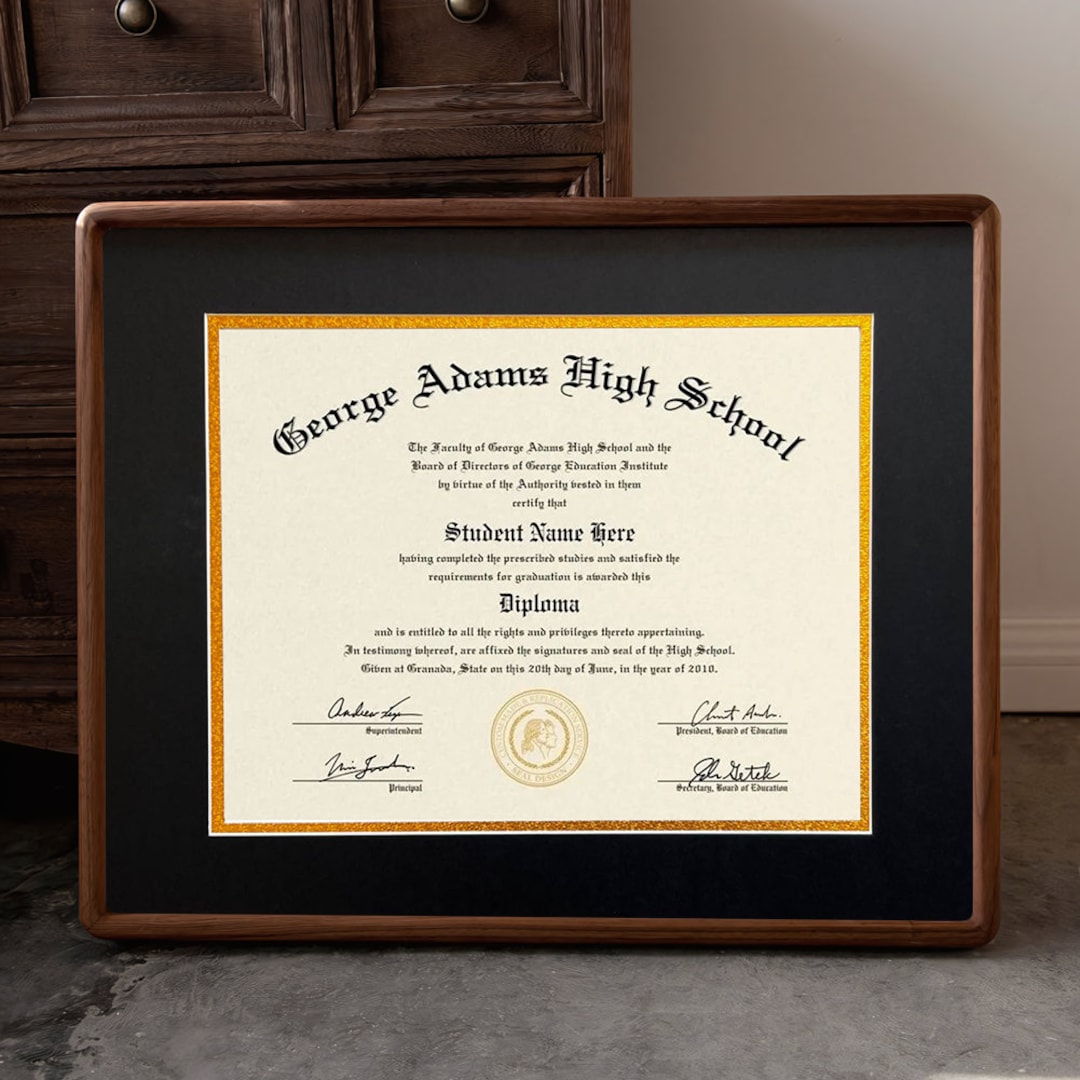 George Adams High School
The Faculty of George Adams High School and the
Board of Directors of George Education Institute
by virtue of the Authority vested in them
certify that
Student Name Here
having completed the prescribed studies and satisfied the
requirements for graduation is awarded this
Diploma
and is entitled to all the rights and privileges thereto appertaining.
In testimony whereof, are affixed the signatures and seal of the High School.
Given at Granada, State on this 20th day of June, in the year of 2010.
Superintendent
President, Board of Education
SEAL DESIGN
Principal
Secretary, Board of Education